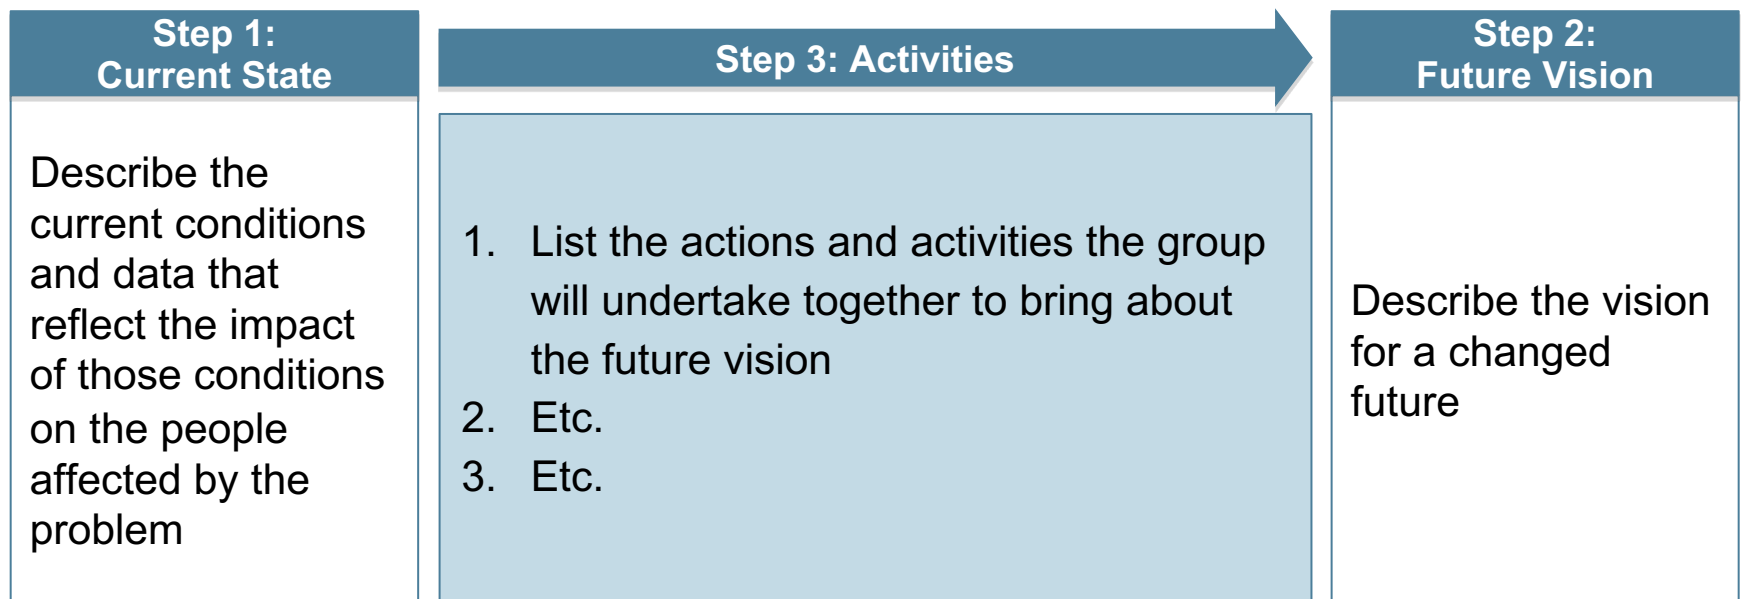 Step 1:
Current State
Describe the
current conditions
and data that
reflect the impact
of those conditions
on the people
affected by the
problem
Step 3: Activities
1. List the actions and activities the group
will undertake together to bring about
the future vision
2. Etc.
3. Etc.
Step 2:
Future Vision
Describe the vision
for a changed
future